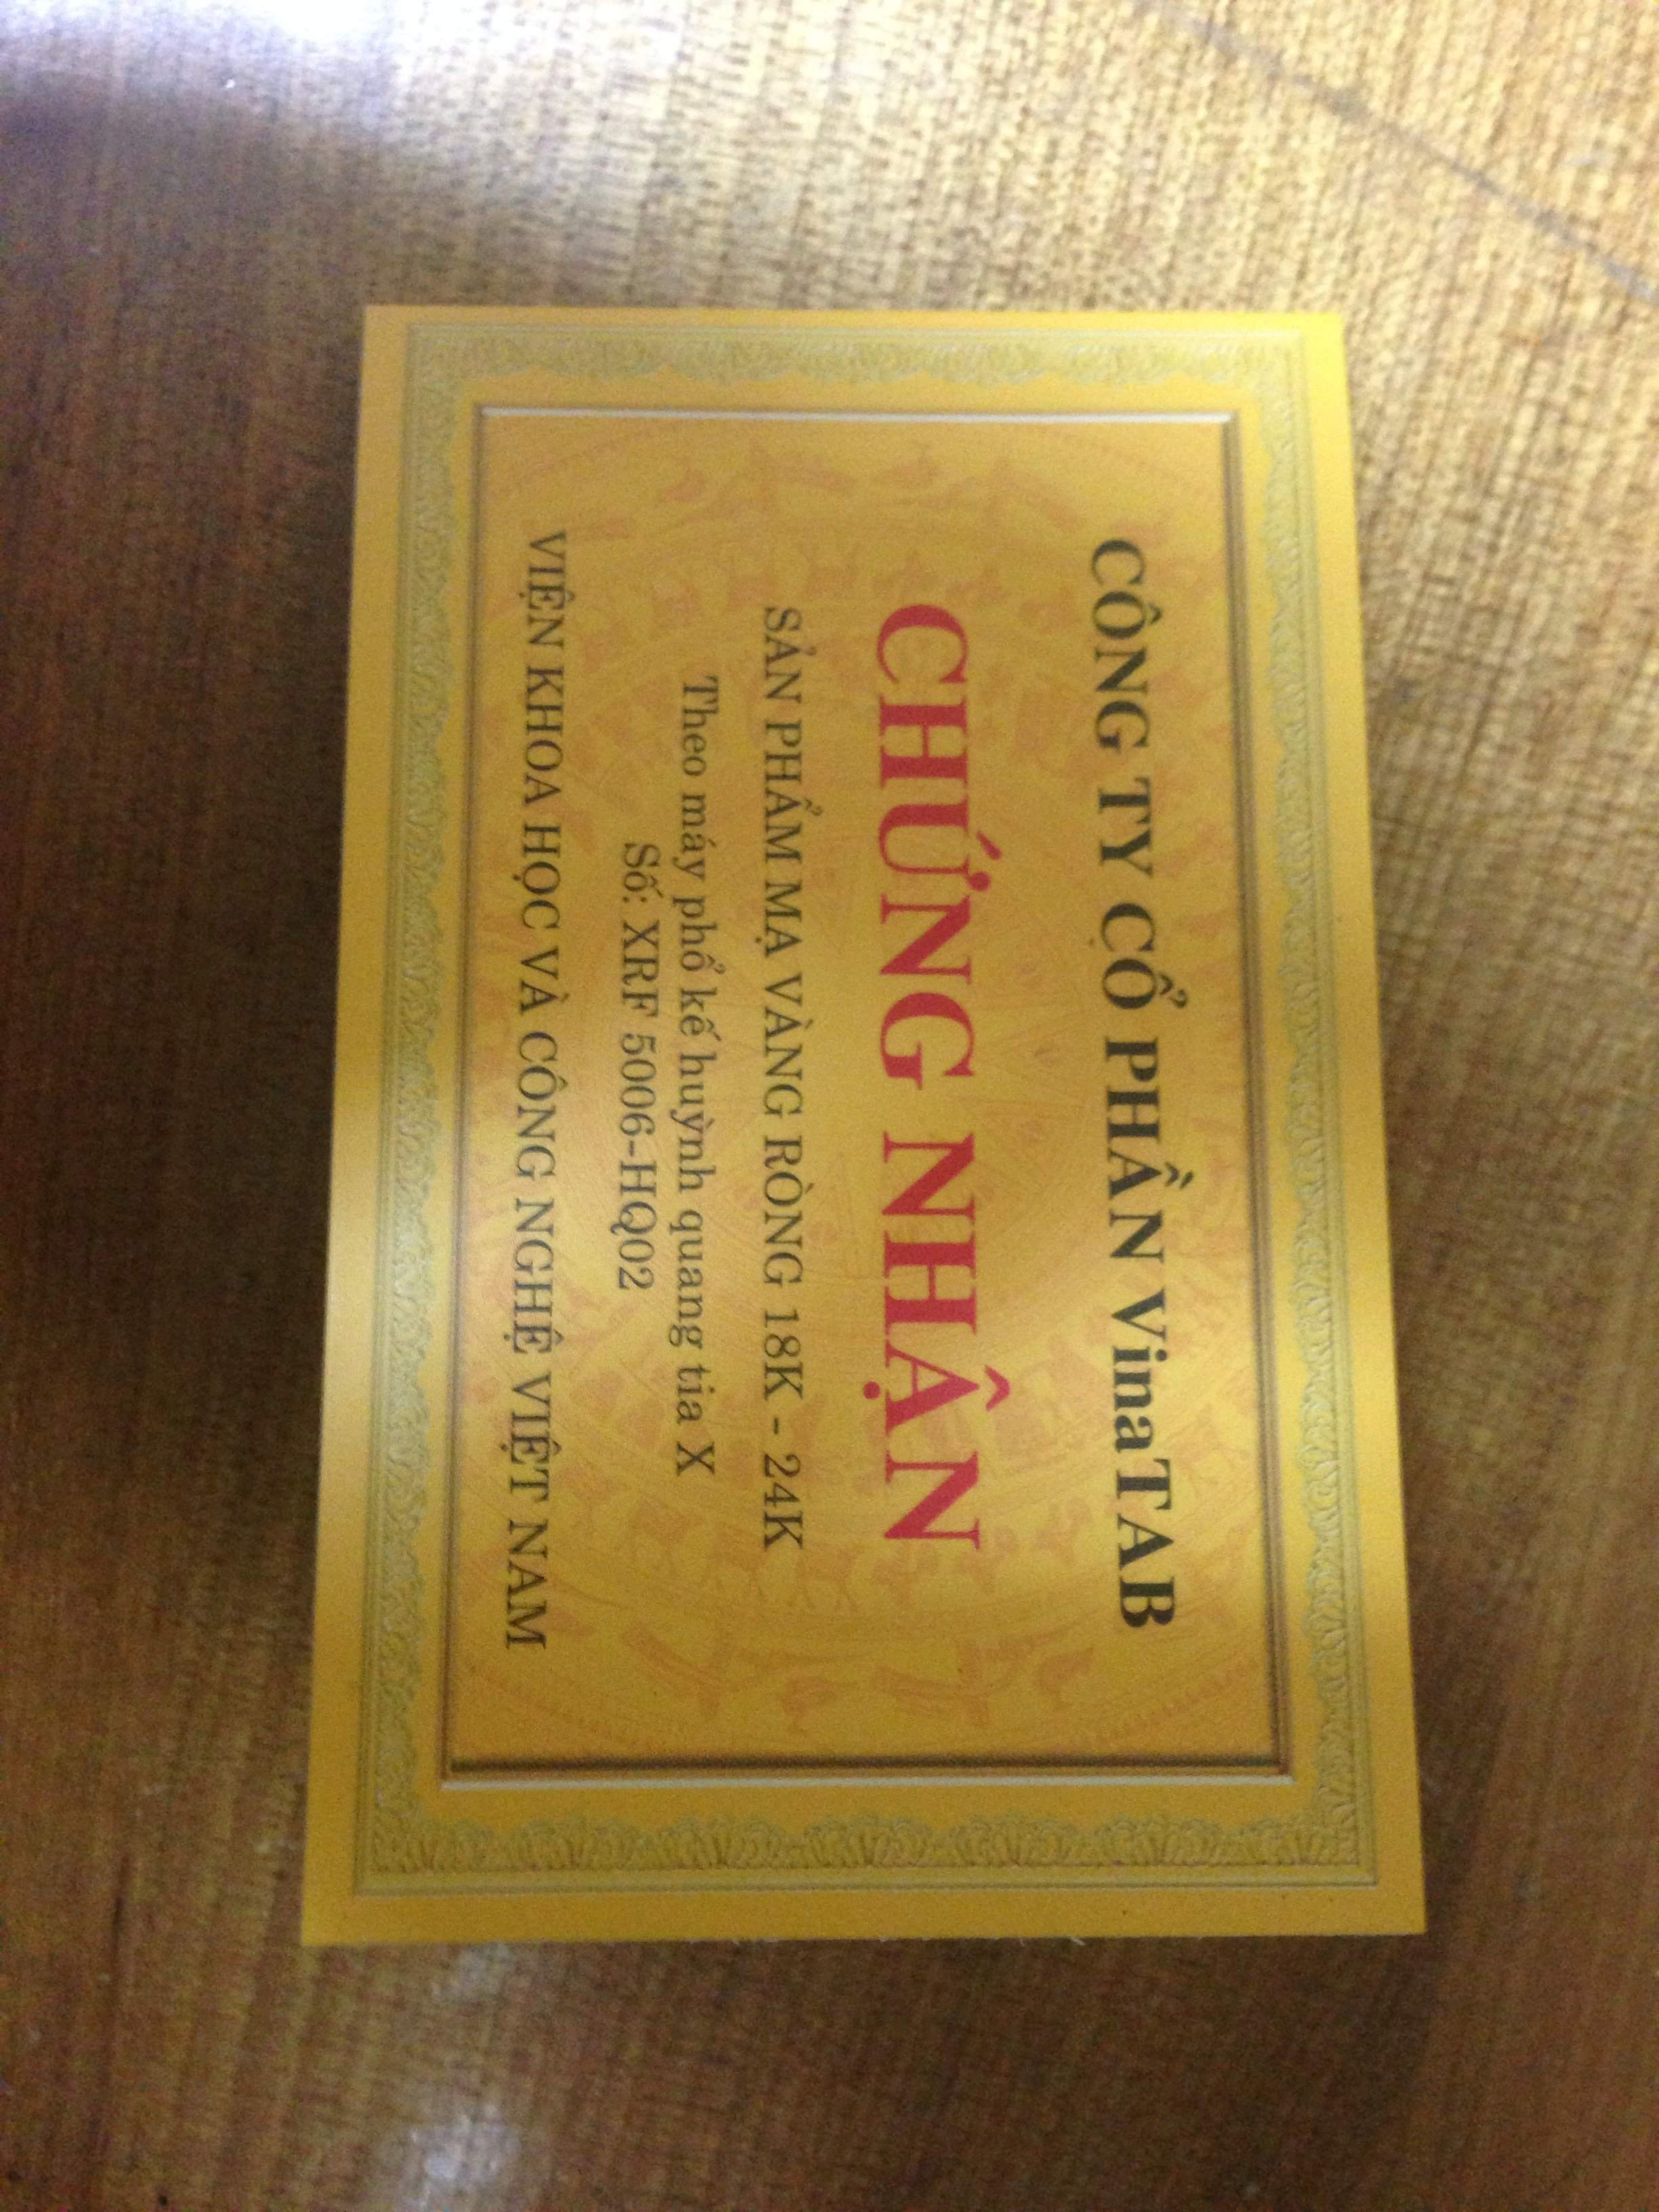 CÔNG TY CỔ PHẦN VinaTAB
CHỨNG NHẬN
SẢN PHẨM MẠ VÀNG RÒNG 18K - 24K
Theo máy phổ kế huỳnh quang tia X
Số: XRF 5006-HQ02
VIỆN KHOA HỌC VÀ CÔNG NGHỆ VIỆT NAM